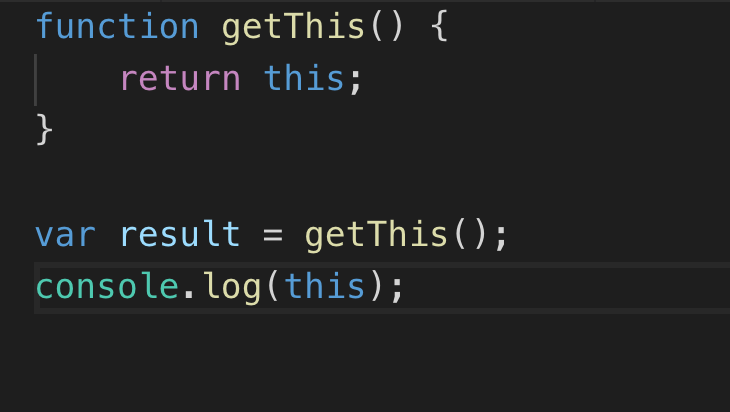 function getThis() {
    return this;
}
var result = getThis();
console.log(this);